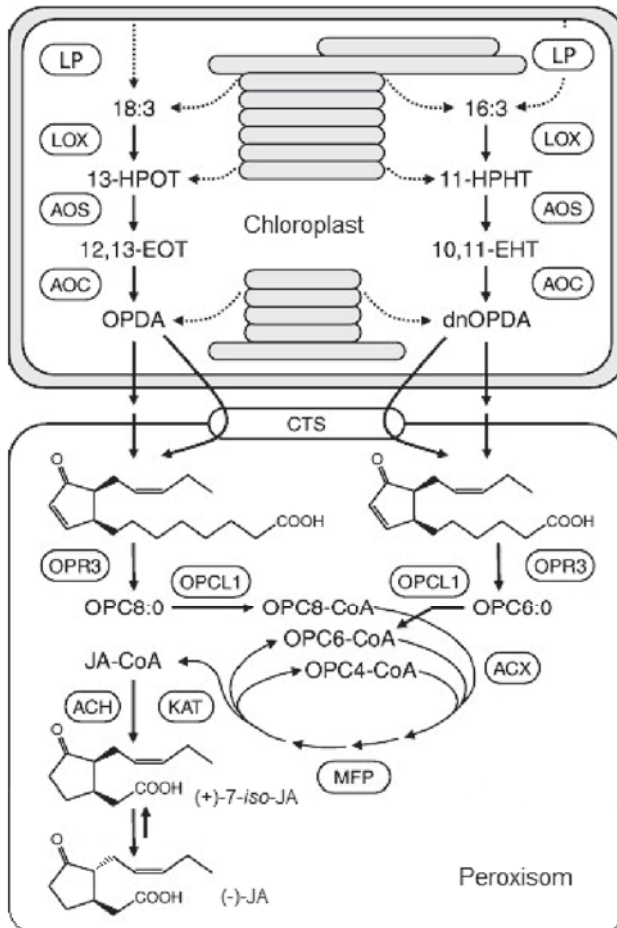 LP
LP
18:3
16:3
LOX
LOX
13-HPOT
11-HPHT
AOS
AOS
Chloroplast
12,13-EOT
10,11-EHT
AOC
AOC
OPDA
dnOPDA
CTS
O
O
COOH
COOH
OPR3
OPCL1
OPCL1
OPR3
OPC8:0
OPC8-CoA
OPC6:0
OPC6-CoA
JA-CoA
OPC4-CoA
ACX
ACH
KAT
O
MFP
COOH
(+)-7-iso-JA
O
COOH
(-)-JA
Peroxisom